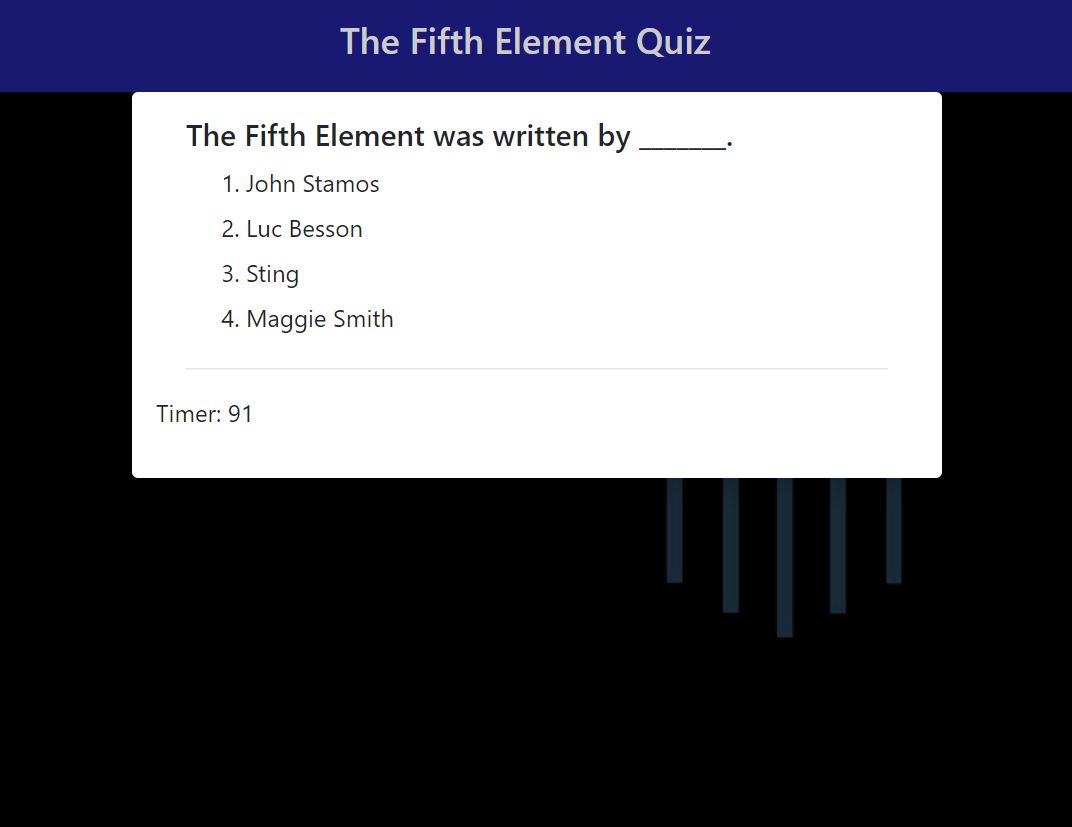 The Fifth Element Quiz
The Fifth Element was written by _______.
1. John Stamos
2. Luc Besson
3. Sting
4. Maggie Smith
Timer: 91